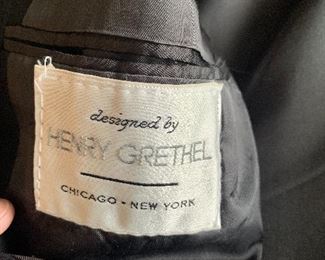 designed by
HENRY GRETHEL
CHICAGO • NEW YORK